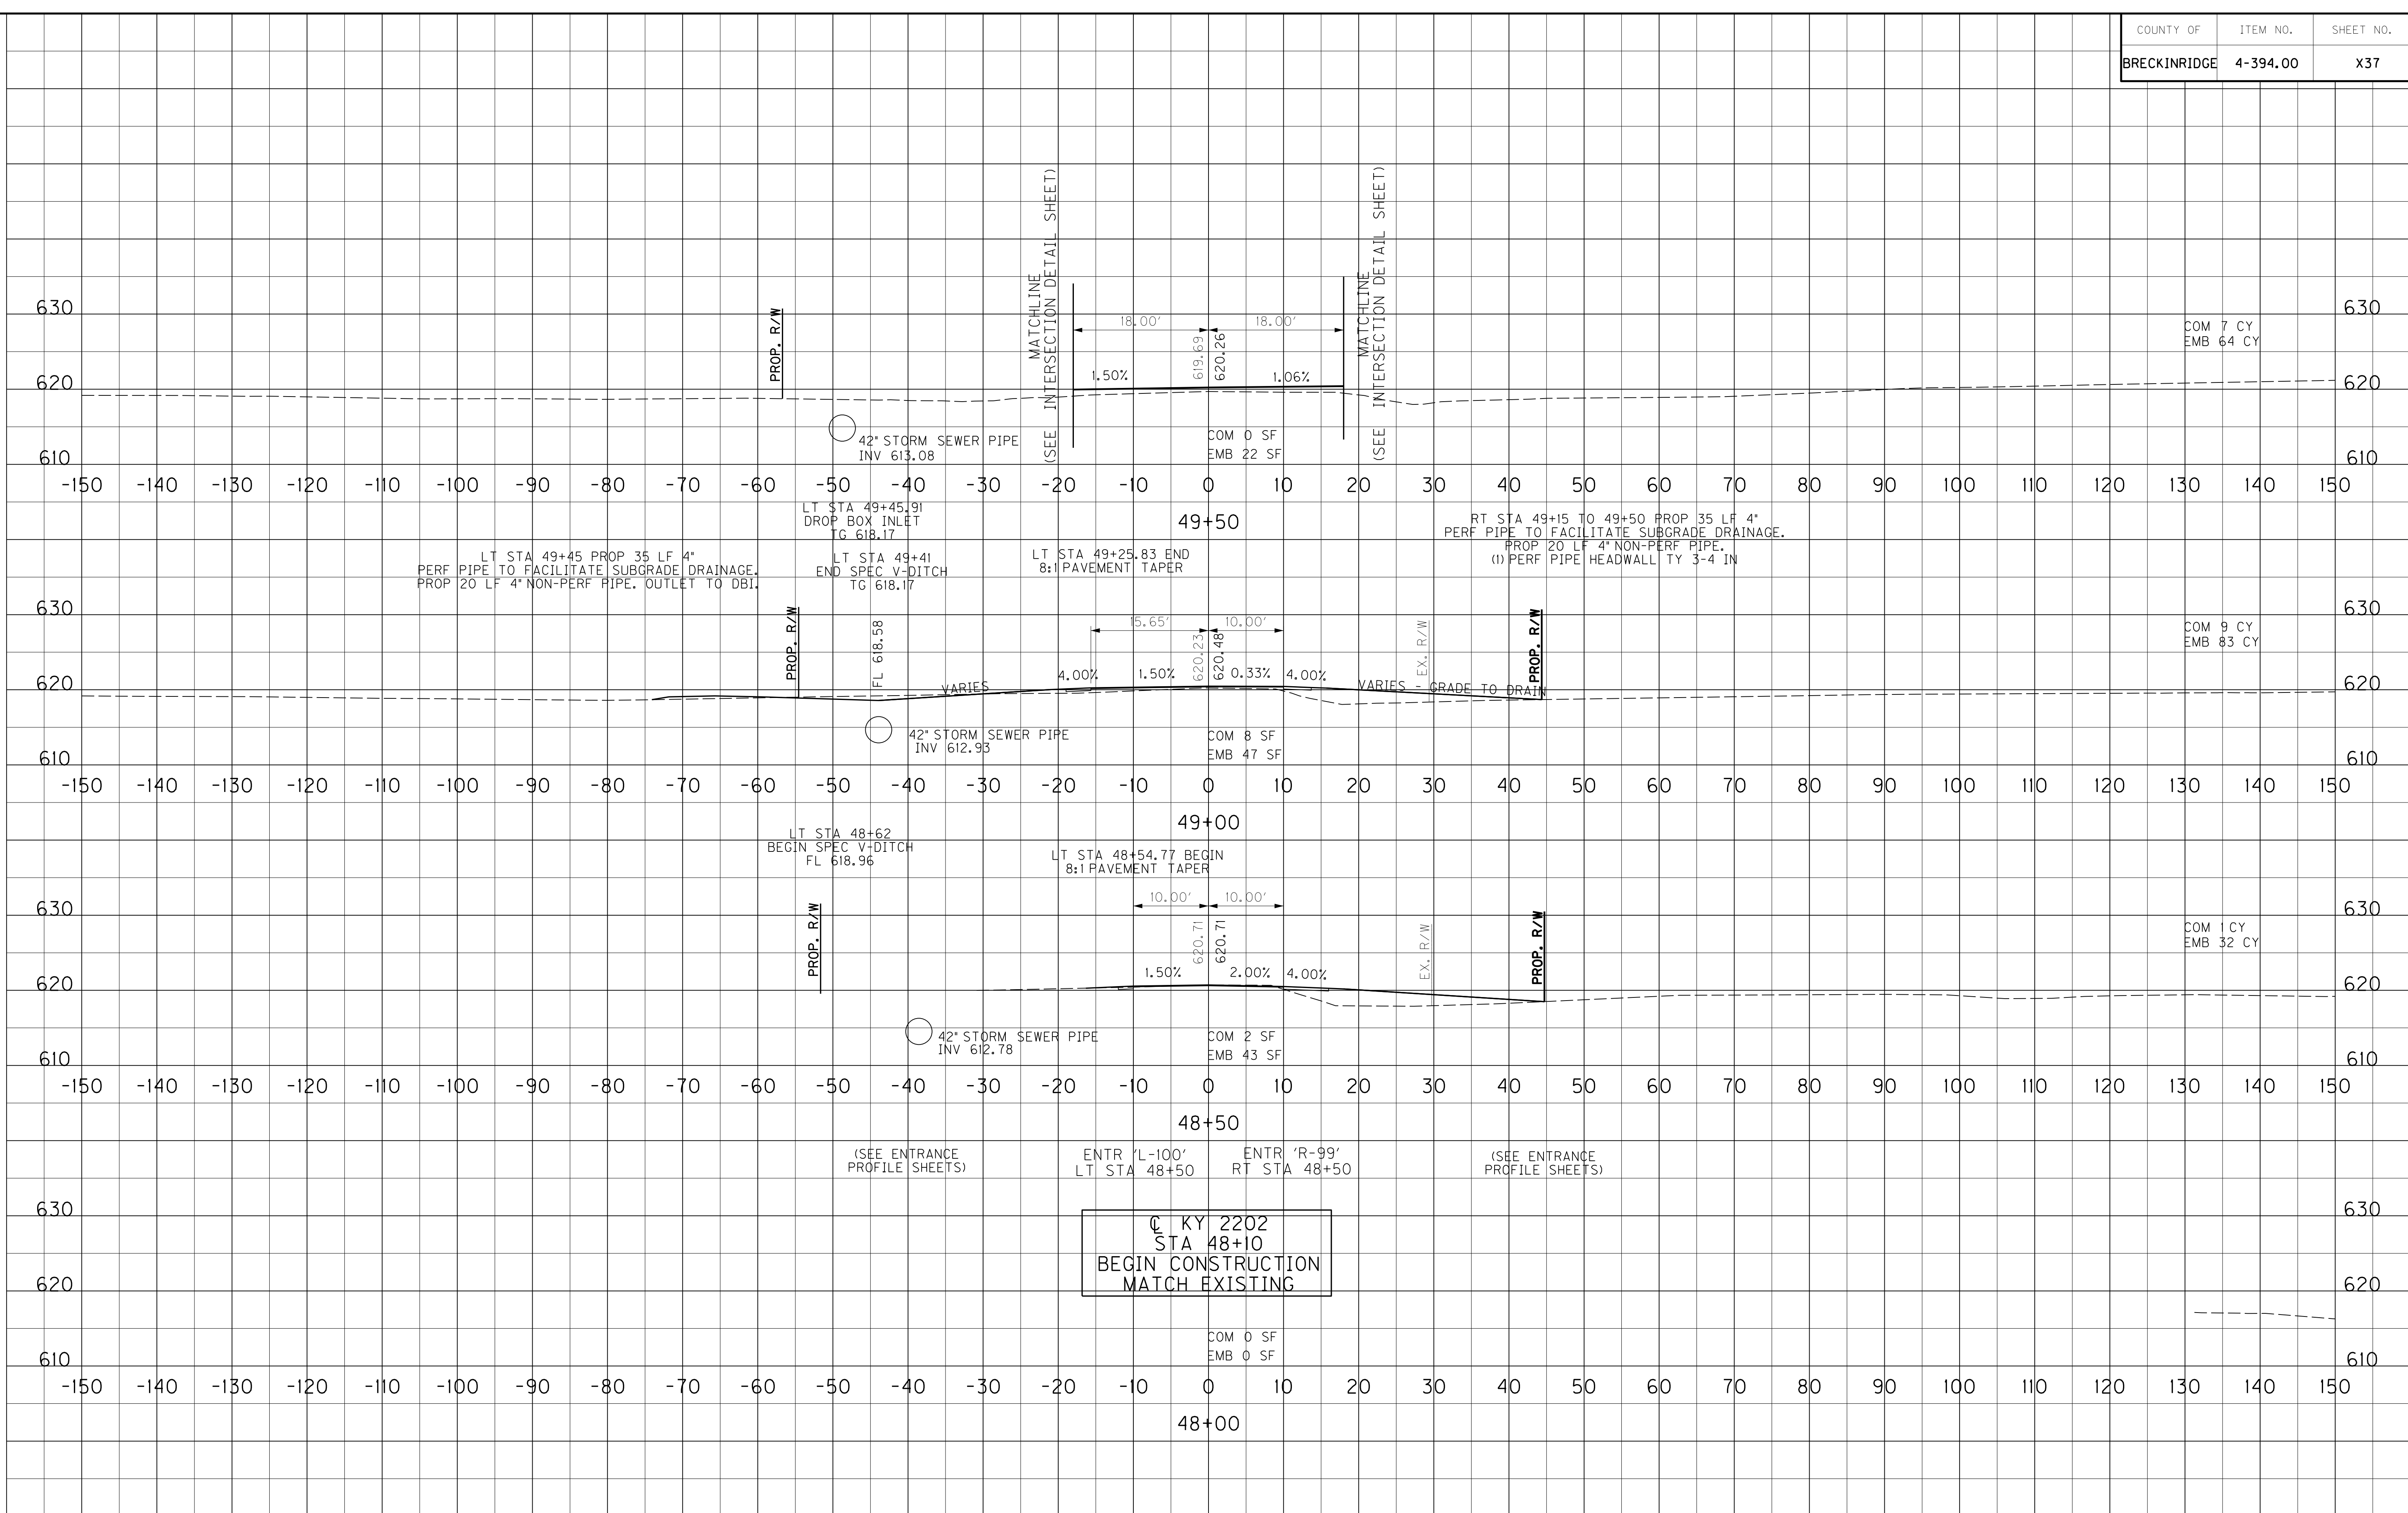 COUNTY OF ITEM NO. SHEET NO.
BRECKINRIDGE 4-394.00 X37
MATCHLINE
(SEE INTERSECTION DETAIL SHEET)
MATCHLINE
(SEE INTERSECTION DETAIL SHEET)
630 630
PROP. R/W
18.00' 18.00'
619.69
620.26
COM 7 CY
EMB 64 CY
1.50% 1.06%
620 620
42" STORM SEWER PIPE
INV 613.08
COM 0 SF
EMB 22 SF
610 610
-150 -140 -130 -120 -110 -100 -90 -80 -70 -60 -50 -40 -30 -20 -10 0 10 20 30 40 50 60 70 80 90 100 110 120 130 140 150
49+50
LT STA 49+45.91
DROP BOX INLET
TG 618.17
LT STA 49+45 PROP 35 LF 4"
PERF PIPE TO FACILITATE SUBGRADE DRAINAGE.
PROP 20 LF 4" NON-PERF PIPE. OUTLET TO DBI.
LT STA 49+41
END SPEC V-DITCH
TG 618.17
LT STA 49+25.83 END
8:1 PAVEMENT TAPER
RT STA 49+15 TO 49+50 PROP 35 LF 4"
PERF PIPE TO FACILITATE SUBGRADE DRAINAGE.
PROP 20 LF 4" NON-PERF PIPE.
(1) PERF PIPE HEADWALL TY 3-4 IN
630 630
PROP. R/W
FL 618.58
15.65' 10.00'
620.23
620.48
EX. R/W
PROP. R/W
COM 9 CY
EMB 83 CY
4.00% 1.50% 0.33% 4.00%
620 620
VARIES
VARIES - GRADE TO DRAIN
42" STORM SEWER PIPE
INV 612.93
COM 8 SF
EMB 47 SF
610 610
-150 -140 -130 -120 -110 -100 -90 -80 -70 -60 -50 -40 -30 -20 -10 0 10 20 30 40 50 60 70 80 90 100 110 120 130 140 150
49+00
LT STA 48+62
BEGIN SPEC V-DITCH
FL 618.96
LT STA 48+54.77 BEGIN
8:1 PAVEMENT TAPER
630 630
PROP. R/W
10.00' 10.00'
620.71
620.71
EX. R/W
PROP. R/W
COM 1 CY
EMB 32 CY
1.50% 2.00% 4.00%
620 620
42" STORM SEWER PIPE
INV 612.78
COM 2 SF
EMB 43 SF
610 610
-150 -140 -130 -120 -110 -100 -90 -80 -70 -60 -50 -40 -30 -20 -10 0 10 20 30 40 50 60 70 80 90 100 110 120 130 140 150
48+50
(SEE ENTRANCE
PROFILE SHEETS)
ENTR 'L-100'
LT STA 48+50
ENTR 'R-99'
RT STA 48+50
(SEE ENTRANCE
PROFILE SHEETS)
630 630
℄ KY 2202
STA 48+10
BEGIN CONSTRUCTION
MATCH EXISTING
620 620
COM 0 SF
EMB 0 SF
610 610
-150 -140 -130 -120 -110 -100 -90 -80 -70 -60 -50 -40 -30 -20 -10 0 10 20 30 40 50 60 70 80 90 100 110 120 130 140 150
48+00